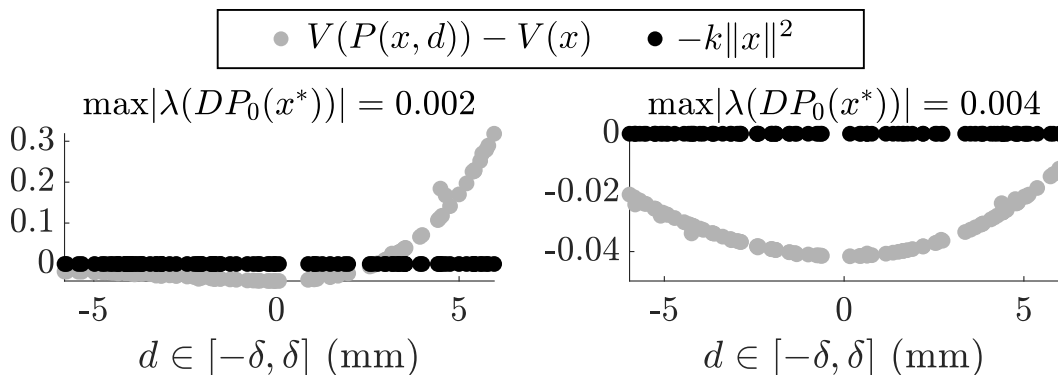 V(P(x, d)) − V(x) −k∥x∥²
max|λ(DP₀(x*))| = 0.002 max|λ(DP₀(x*))| = 0.004
0.3
0.2
0.1
0
-5 0 5
d ∈ [−δ, δ] (mm)
0
-0.02
-0.04
-5 0 5
d ∈ [−δ, δ] (mm)